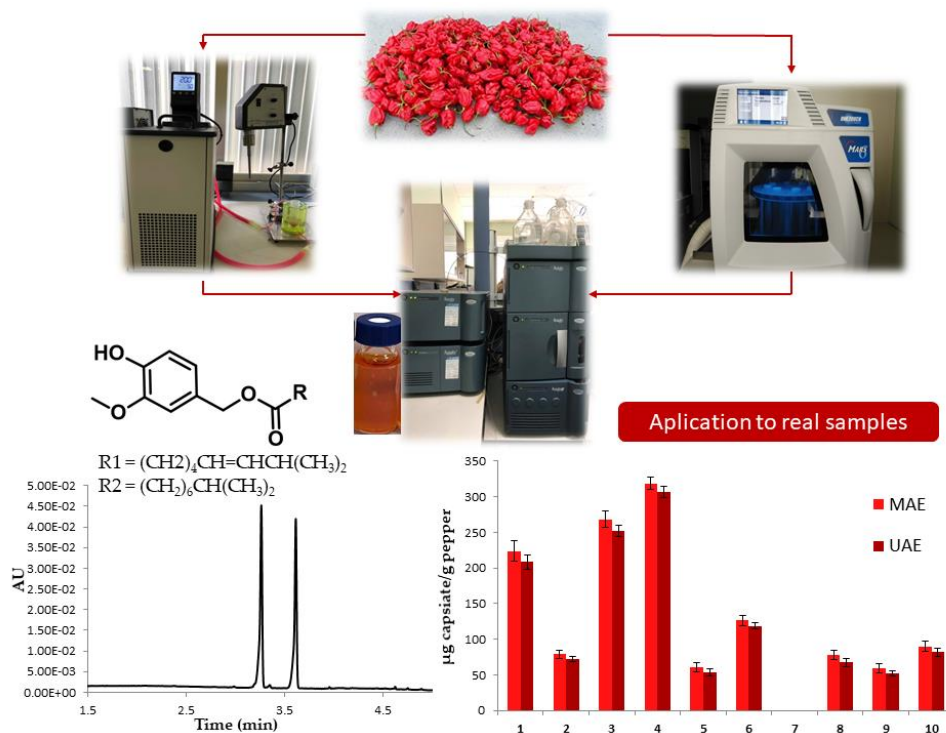 HO
O
O
R
O
R1 = (CH2)₄CH=CHCH(CH₃)₂
R2 = (CH₂)₆CH(CH₃)₂
5.00E-02
4.50E-02
4.00E-02
3.50E-02
3.00E-02
2.50E-02
2.00E-02
1.50E-02
1.00E-02
5.00E-03
0.00E+00
AU
1.5 2.5 3.5 4.5
Time (min)
Aplication to real samples
350
300
250
200
150
100
50
0
µg capsiate/g pepper
MAE
UAE
1 2 3 4 5 6 7 8 9 10